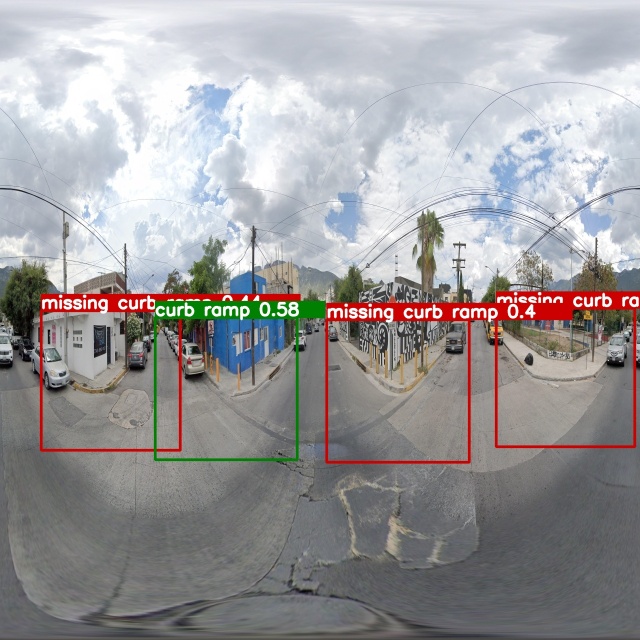 missing curb ramp 0.44
curb ramp 0.58
missing curb ramp 0.4
missing curb ra